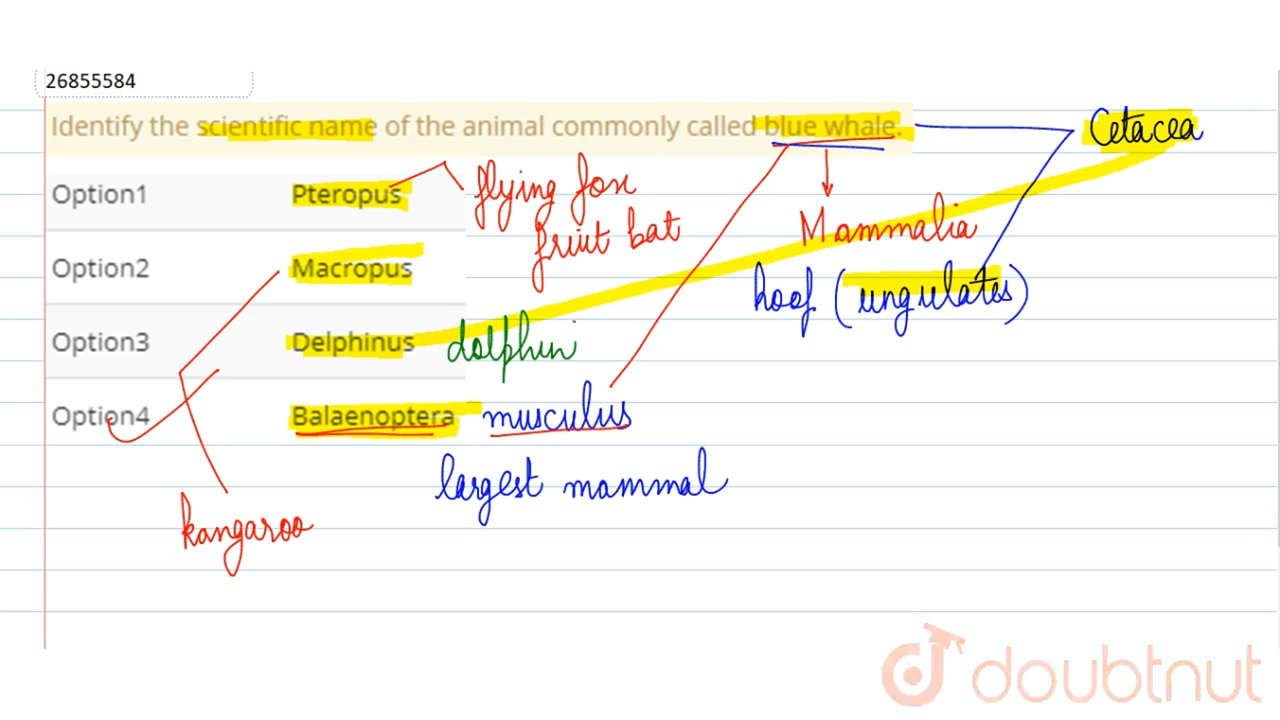 26855584
Identify the scientific name of the animal commonly called blue whale.
Cetacea
Option1 Pteropus flying fox
fruit bat
Mammalia
Option2 Macropus
hoof (ungulates)
Option3 Delphinus dolphin
Option4 Balaenoptera musculus
largest mammal
kangaroo
doubtnut